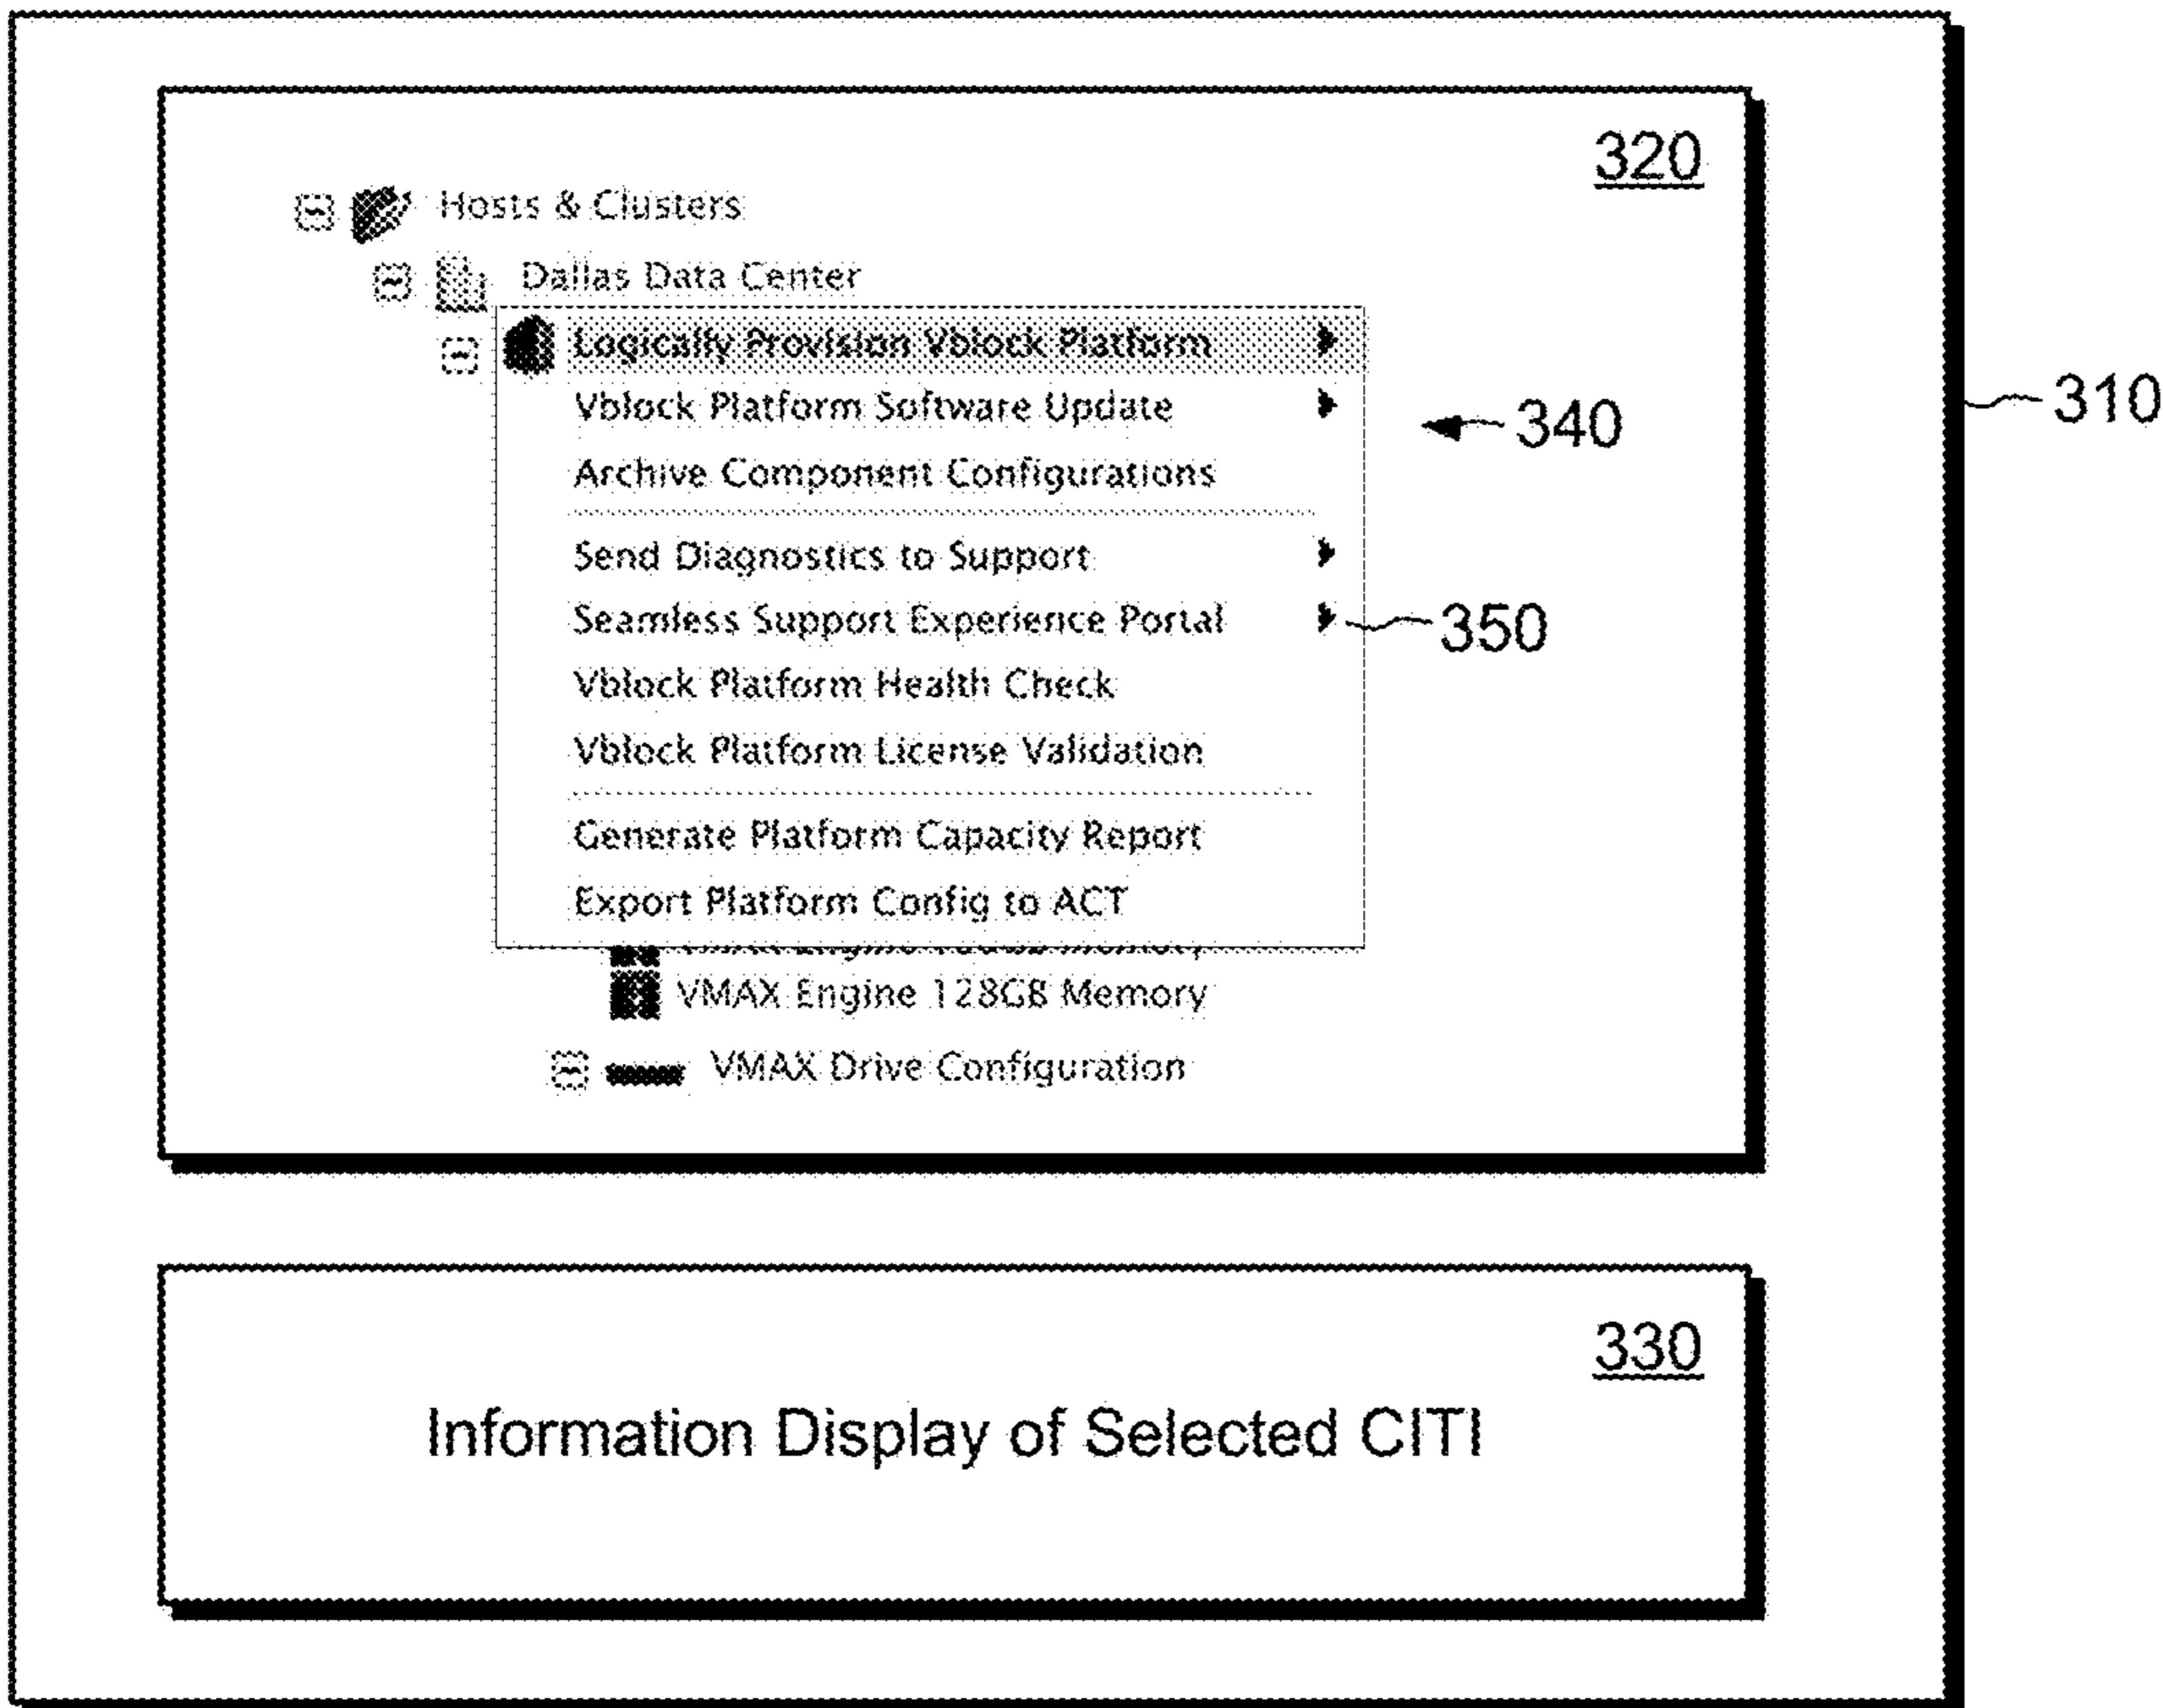 320
Hosts & Clusters
Dallas Data Center
Logically Provision Vblock Platform
Vblock Platform Software Update
310
340
Archive Component Configurations
Send Diagnostics to Support
Seamless Support Experience Portal
350
Vblock Platform Health Check
Vblock Platform License Validation
Generate Platform Capacity Report
Export Platform Config to ACT
VMAX Engine 128GB Memory
VMAX Drive Configuration
330
Information Display of Selected CITI